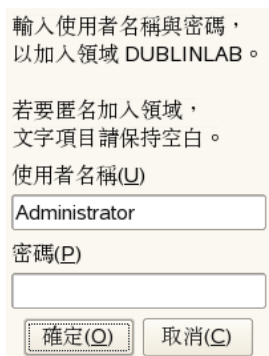 輸入使用者名稱與密碼，
以加入領域 DUBLINLAB。
若要匿名加入領域，
文字項目請保持空白。
使用者名稱(U)
Administrator
密碼(P)
確定(O) 取消(C)